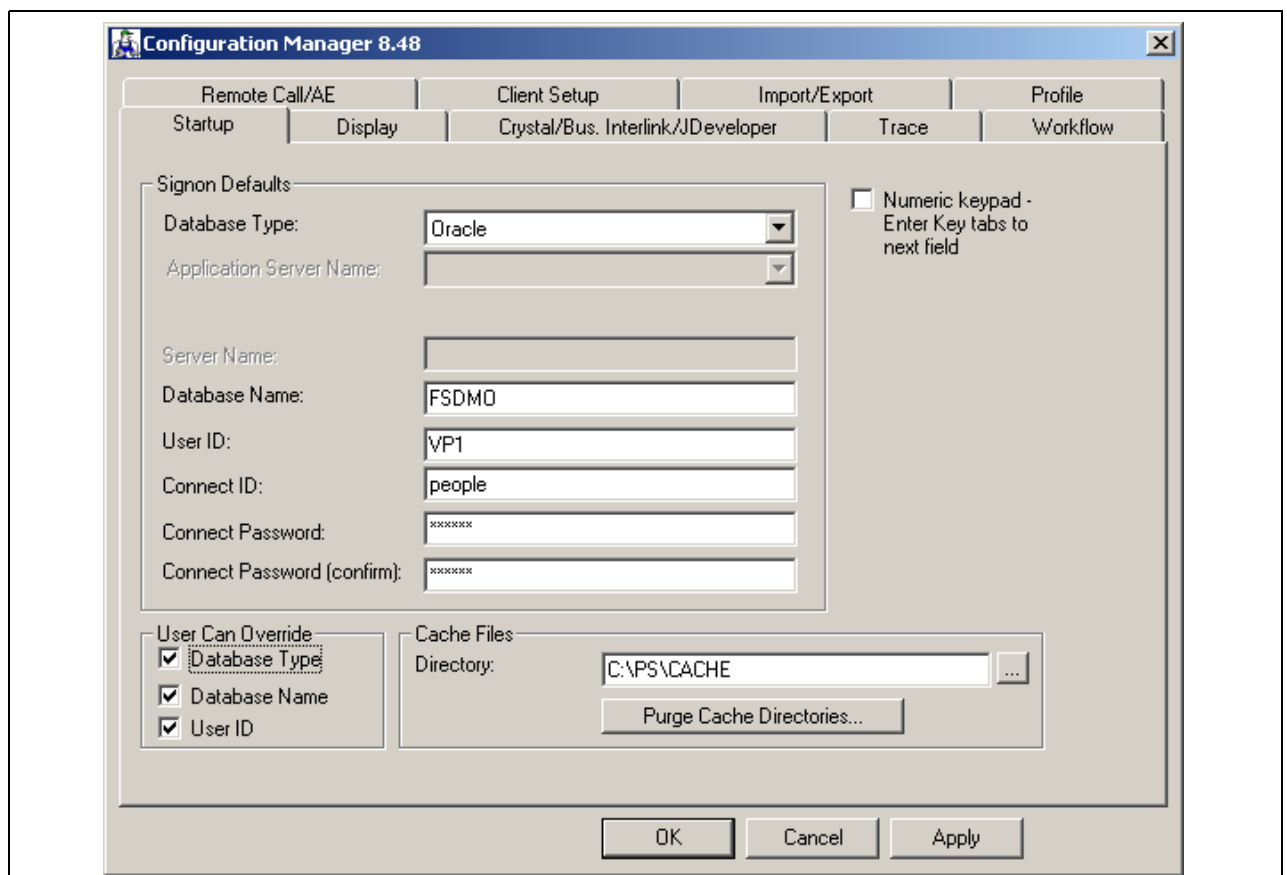 Configuration Manager 8.48
Remote Call/AE Client Setup Import/Export Profile
Startup Display Crystal/Bus. Interlink/JDeveloper Trace Workflow
Signon Defaults
Database Type: Oracle
Application Server Name:
Server Name:
Database Name: FSDMO
User ID: VP1
Connect ID: people
Connect Password: ××××××
Connect Password (confirm): ××××××
Numeric keypad -
Enter Key tabs to
next field
User Can Override
Database Type
Database Name
User ID
Cache Files
Directory: C:\PS\CACHE ...
Purge Cache Directories...
OK Cancel Apply